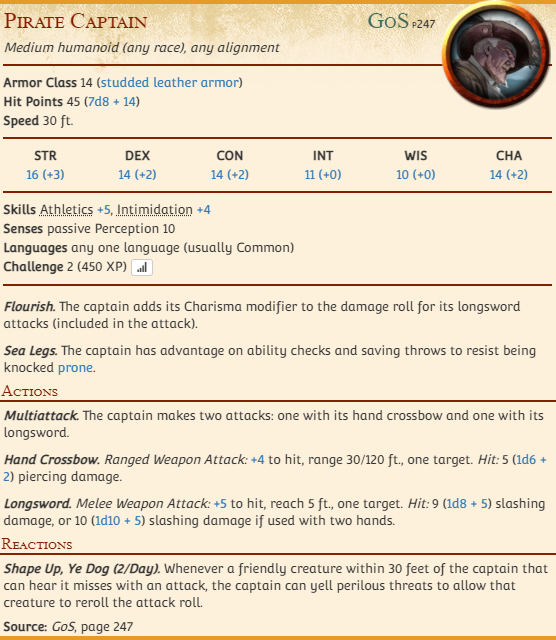 Pirate Captain GoS p247
Medium humanoid (any race), any alignment
Armor Class 14 (studded leather armor)
Hit Points 45 (7d8 + 14)
Speed 30 ft.
STR DEX CON INT WIS CHA
16 (+3) 14 (+2) 14 (+2) 11 (+0) 10 (+0) 14 (+2)
Skills Athletics +5, Intimidation +4
Senses passive Perception 10
Languages any one language (usually Common)
Challenge 2 (450 XP)
Flourish. The captain adds its Charisma modifier to the damage roll for its longsword
attacks (included in the attack).
Sea Legs. The captain has advantage on ability checks and saving throws to resist being
knocked prone.
Actions
Multiattack. The captain makes two attacks: one with its hand crossbow and one with its
longsword.
Hand Crossbow. Ranged Weapon Attack: +4 to hit, range 30/120 ft., one target. Hit: 5 (1d6 +
2) piercing damage.
Longsword. Melee Weapon Attack: +5 to hit, reach 5 ft., one target. Hit: 9 (1d8 + 5) slashing
damage, or 10 (1d10 + 5) slashing damage if used with two hands.
Reactions
Shape Up, Ye Dog (2/Day). Whenever a friendly creature within 30 feet of the captain that
can hear it misses with an attack, the captain can yell perilous threats to allow that
creature to reroll the attack roll.
Source: GoS, page 247